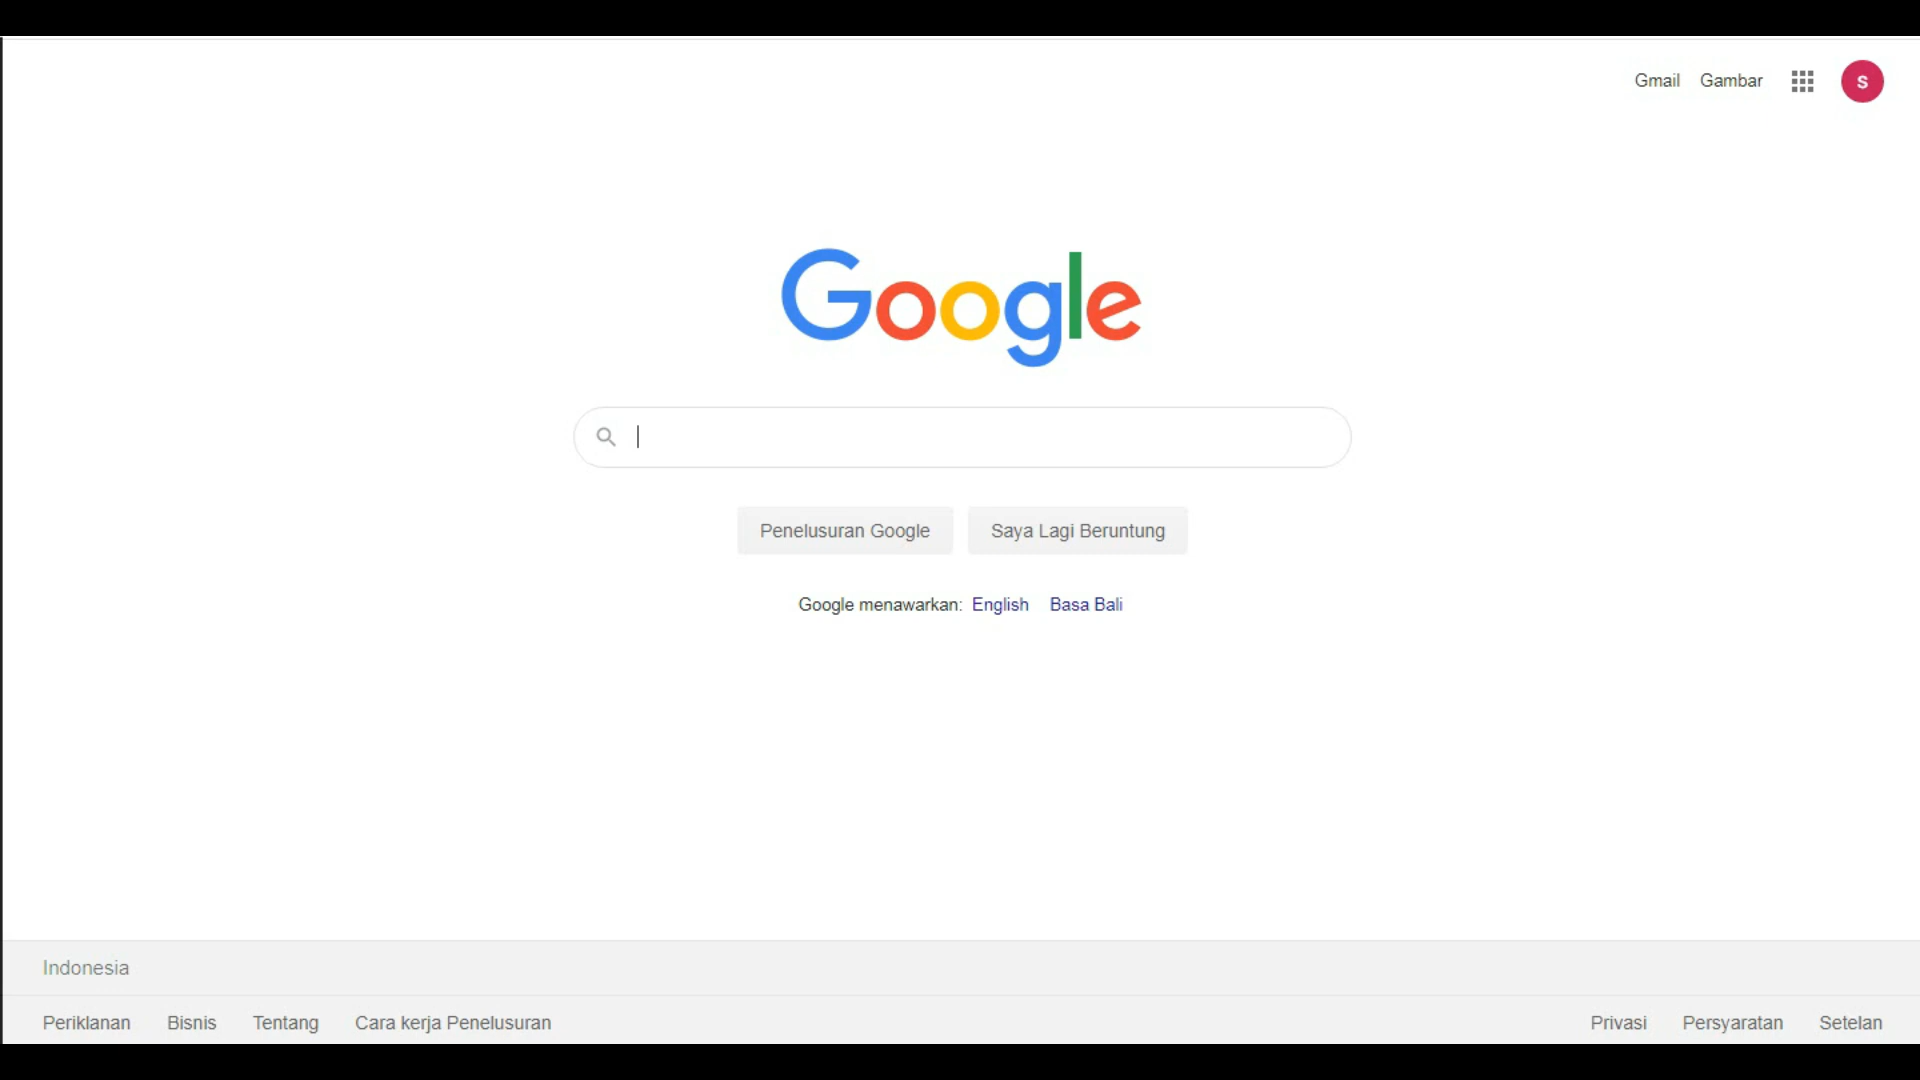 Gmail Gambar S
Google
Penelusuran Google Saya Lagi Beruntung
Google menawarkan: English Basa Bali
Indonesia
Periklanan Bisnis Tentang Cara kerja Penelusuran Privasi Persyaratan Setelan